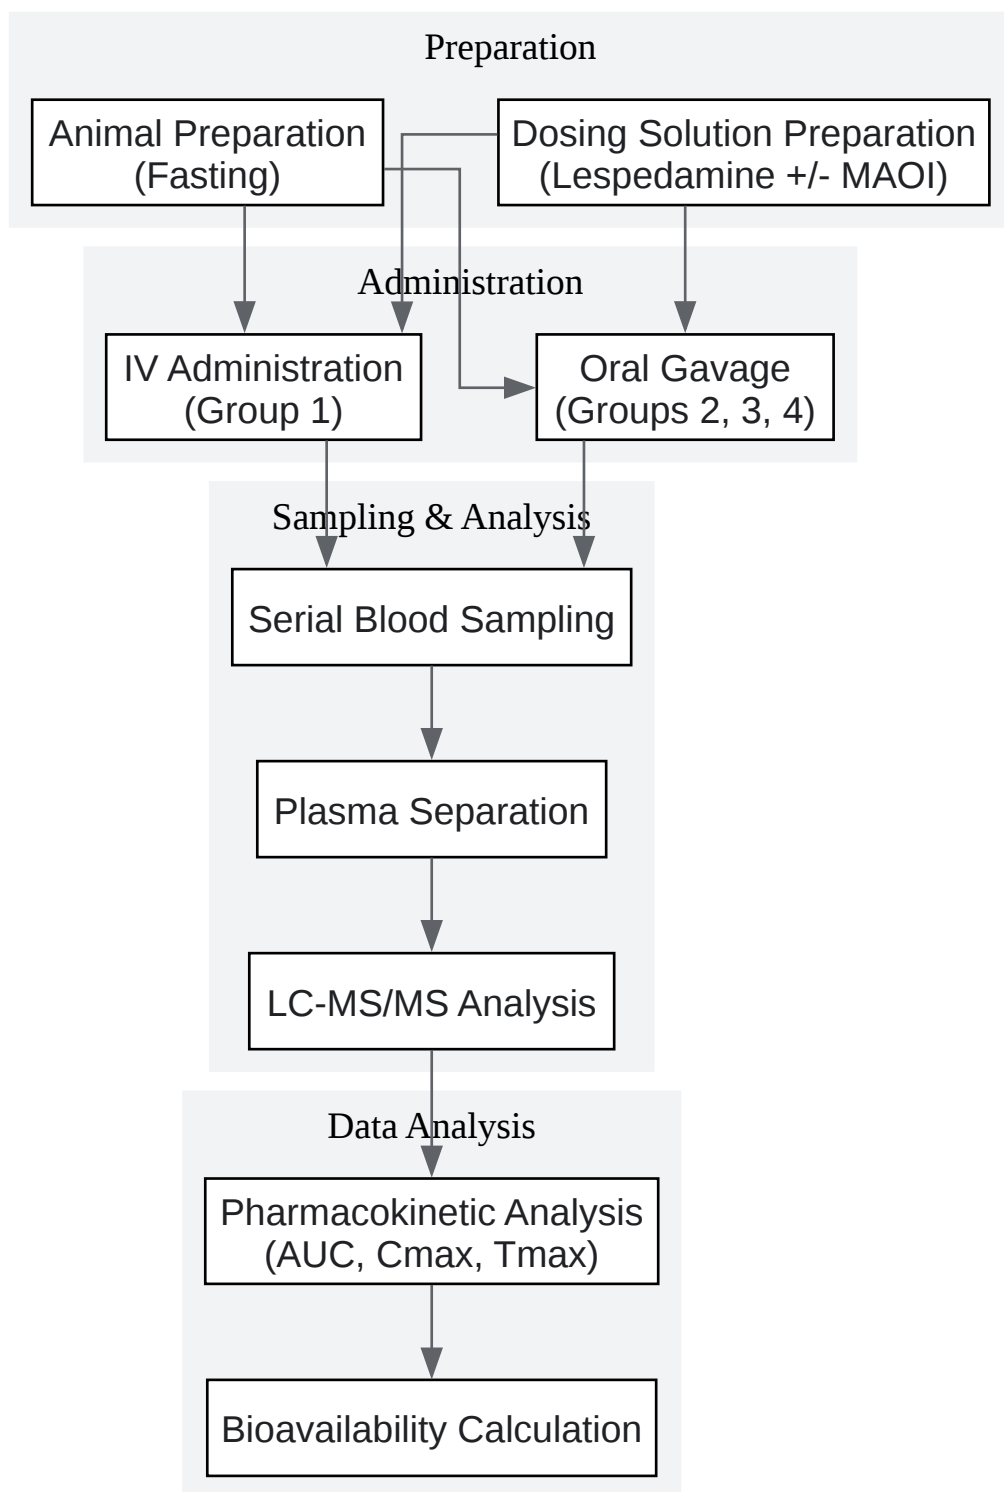 Preparation
Animal Preparation
(Fasting)
Dosing Solution Preparation
(Lespedamine +/- MAOI)
Administration
IV Administration
(Group 1)
Oral Gavage
(Groups 2, 3, 4)
Sampling & Analysis
Serial Blood Sampling
Plasma Separation
LC-MS/MS Analysis
Data Analysis
Pharmacokinetic Analysis
(AUC, Cmax, Tmax)
Bioavailability Calculation